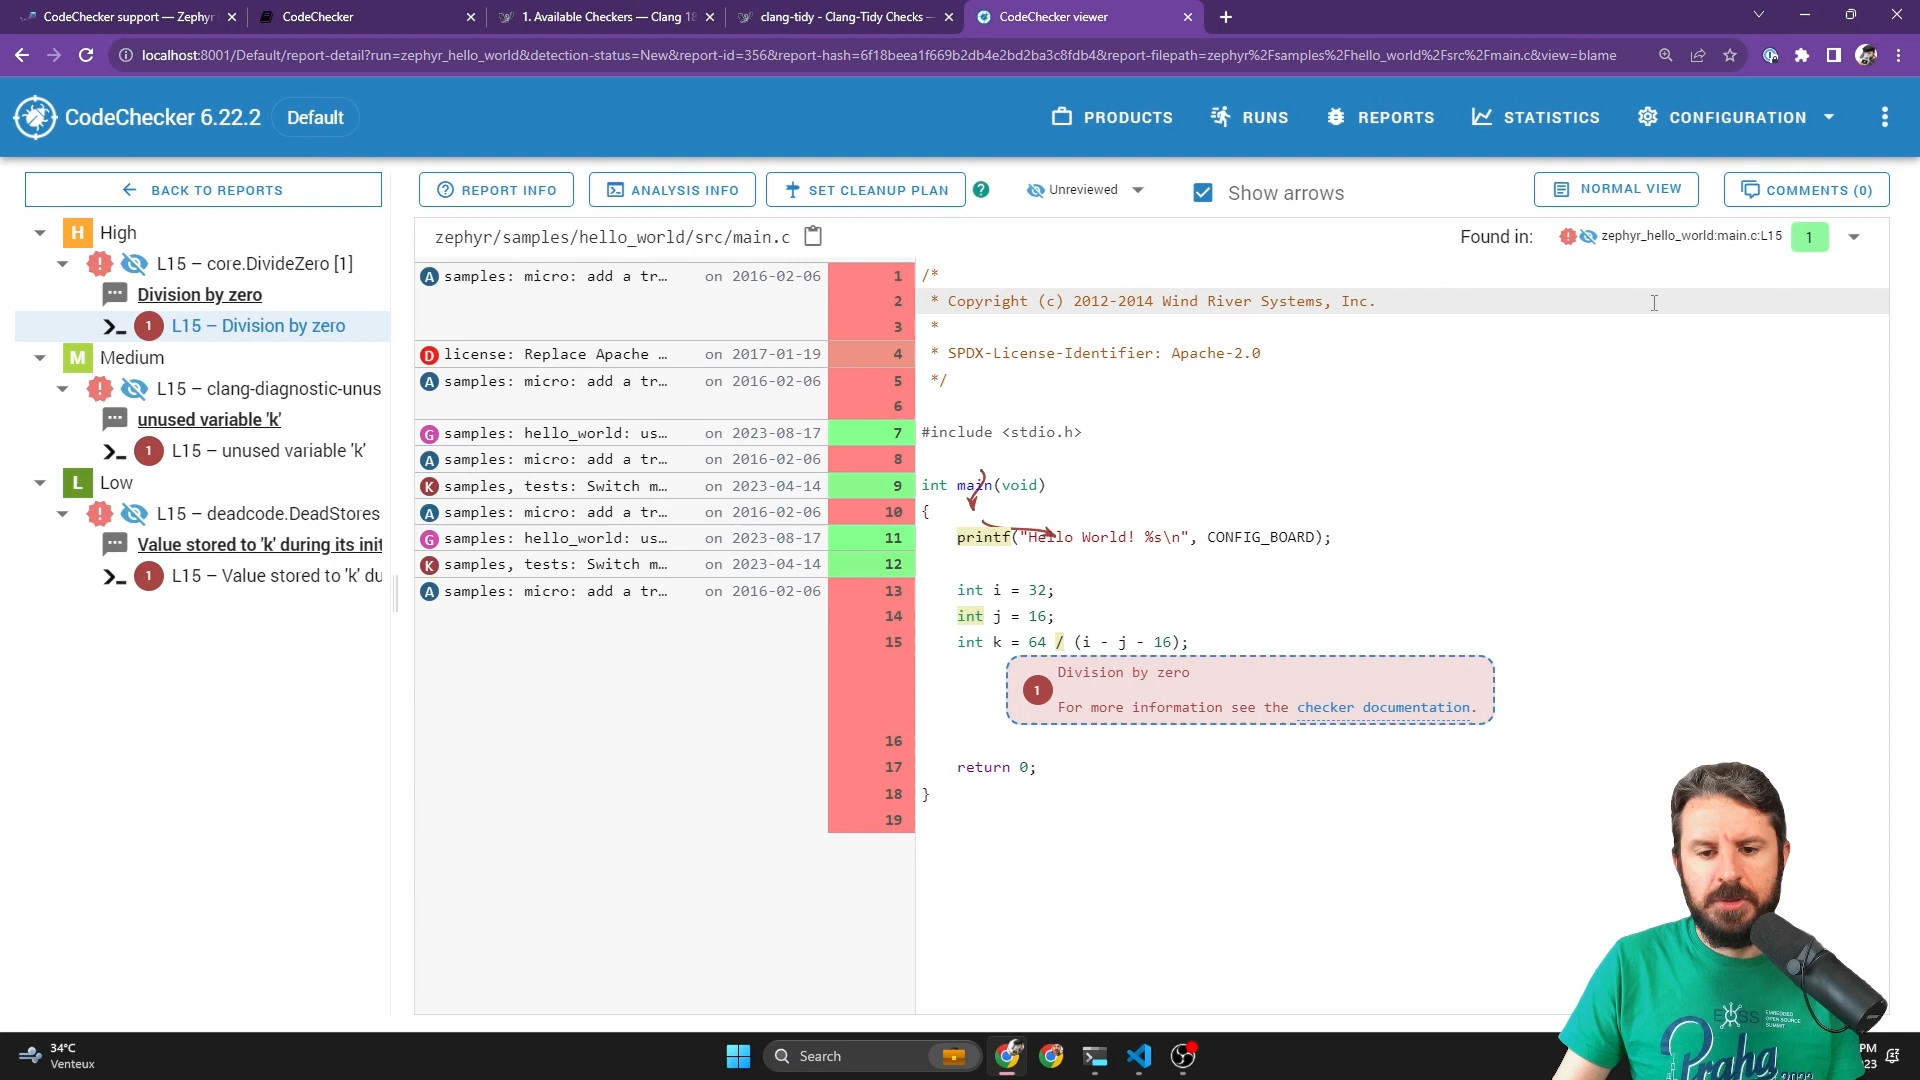 CodeChecker support — Zephyr
CodeChecker
1. Available Checkers — Clang 18
clang-tidy - Clang-Tidy Checks —
CodeChecker viewer
localhost:8001/Default/report-detail?run=zephyr_hello_world&detection-status=New&report-id=356&report-hash=6f18beea1f669b2db4e2bd2ba3c8fdb4&report-filepath=zephyr%2Fsamples%2Fhello_world%2Fsrc%2Fmain.c&view=blame
CodeChecker 6.22.2
Default
PRODUCTS
RUNS
REPORTS
STATISTICS
CONFIGURATION
BACK TO REPORTS
REPORT INFO
ANALYSIS INFO
SET CLEANUP PLAN
Unreviewed
Show arrows
NORMAL VIEW
COMMENTS (0)
H High
L15 – core.DivideZero [1]
Division by zero
1 L15 – Division by zero
M Medium
L15 – clang-diagnostic-unus
unused variable 'k'
1 L15 – unused variable 'k'
L Low
L15 – deadcode.DeadStores
Value stored to 'k' during its init
1 L15 – Value stored to 'k' du
zephyr/samples/hello_world/src/main.c
Found in:
zephyr_hello_world:main.c:L15
1
A samples: micro: add a tr… on 2016-02-06 1 /*
2 * Copyright (c) 2012-2014 Wind River Systems, Inc.
3 *
D license: Replace Apache … on 2017-01-19 4 * SPDX-License-Identifier: Apache-2.0
A samples: micro: add a tr… on 2016-02-06 5 */
6
G samples: hello_world: us… on 2023-08-17 7 #include <stdio.h>
A samples: micro: add a tr… on 2016-02-06 8
K samples, tests: Switch m… on 2023-04-14 9 int main(void)
A samples: micro: add a tr… on 2016-02-06 10 {
G samples: hello_world: us… on 2023-08-17 11 printf("Hello World! %s\n", CONFIG_BOARD);
K samples, tests: Switch m… on 2023-04-14 12
A samples: micro: add a tr… on 2016-02-06 13 int i = 32;
14 int j = 16;
15 int k = 64 / (i - j - 16);
1 Division by zero
For more information see the checker documentation.
16
17 return 0;
18 }
19
EOSS
EMBEDDED
OPEN SOURCE
SUMMIT
Praha
34°C
Venteux
Search
PM